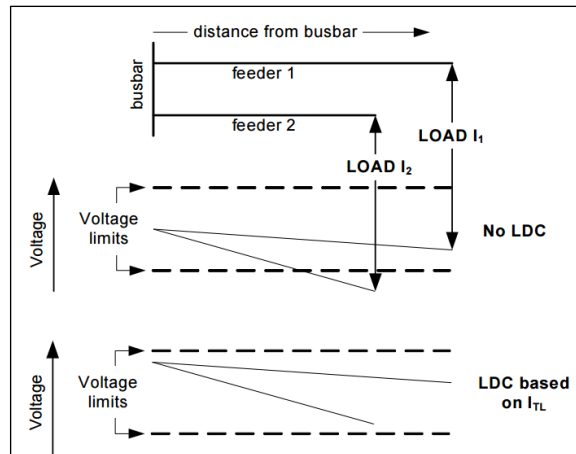 distance from busbar
busbar
feeder 1
feeder 2
LOAD I₁
LOAD I₂
Voltage
Voltage
limits
No LDC
Voltage
Voltage
limits
LDC based
on I_TL